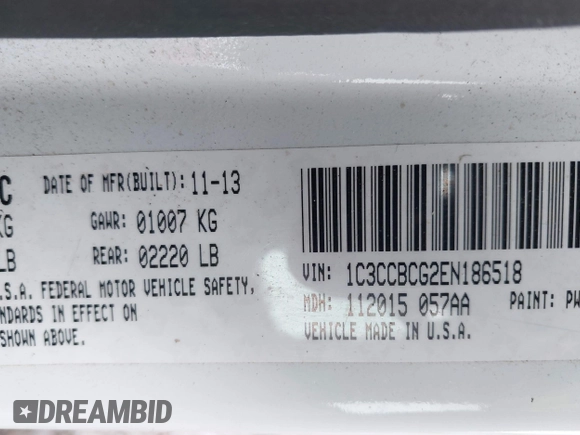 C DATE OF MFR(BUILT): 11-13
KG GAWR: 01007 KG
LB REAR: 02220 LB
.S.A. FEDERAL MOTOR VEHICLE SAFETY,
NDARDS IN EFFECT ON
SHOWN ABOVE.
VIN: 1C3CCBCG2EN186518
MDH: 112015 057AA PAINT: PW
VEHICLE MADE IN U.S.A.
DREAMBID